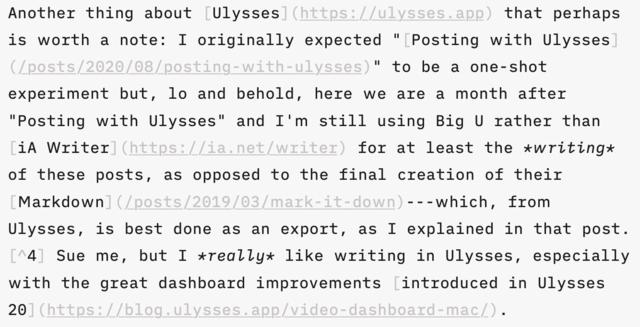 Another thing about [Ulysses](https://ulysses.app) that perhaps
is worth a note: I originally expected "[Posting with Ulysses]
(/posts/2020/08/posting-with-ulysses)" to be a one-shot
experiment but, lo and behold, here we are a month after
"Posting with Ulysses" and I'm still using Big U rather than
[iA Writer](https://ia.net/writer) for at least the *writing*
of these posts, as opposed to the final creation of their
[Markdown](/posts/2019/03/mark-it-down)---which, from
Ulysses, is best done as an export, as I explained in that post.
[^4] Sue me, but I *really* like writing in Ulysses, especially
with the great dashboard improvements [introduced in Ulysses
20](https://blog.ulysses.app/video-dashboard-mac/).